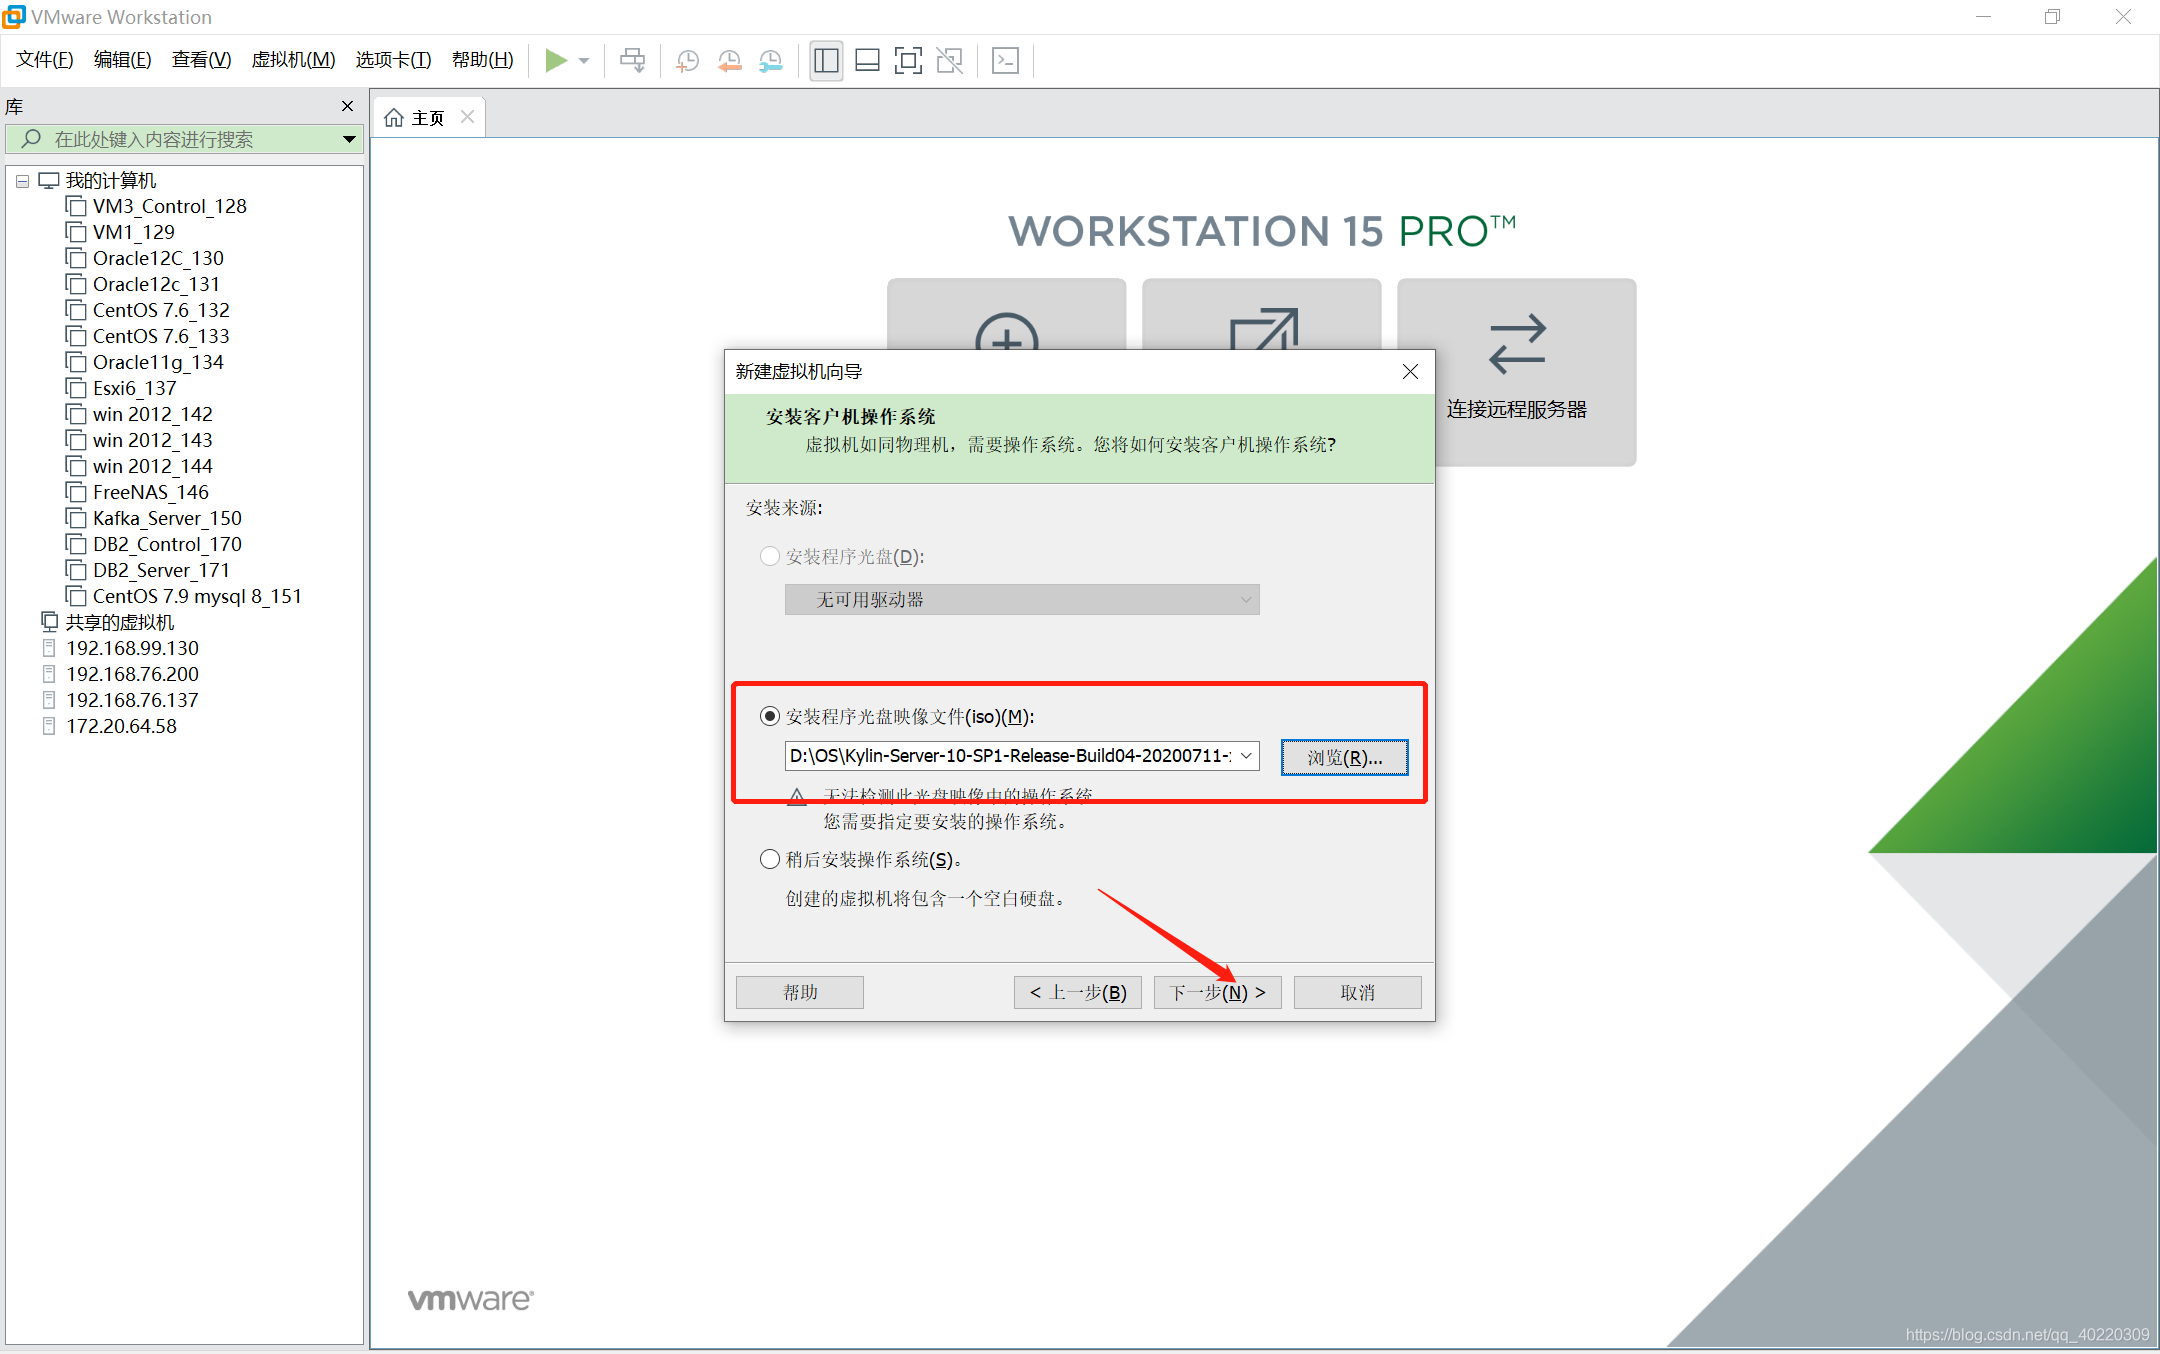 VMware Workstation
文件(F) 编辑(E) 查看(V) 虚拟机(M) 选项卡(T) 帮助(H)
库
在此处键入内容进行搜索
我的计算机
VM3_Control_128
VM1_129
Oracle12C_130
Oracle12c_131
CentOS 7.6_132
CentOS 7.6_133
Oracle11g_134
Esxi6_137
win 2012_142
win 2012_143
win 2012_144
FreeNAS_146
Kafka_Server_150
DB2_Control_170
DB2_Server_171
CentOS 7.9 mysql 8_151
共享的虚拟机
192.168.99.130
192.168.76.200
192.168.76.137
172.20.64.58
主页
WORKSTATION 15 PRO™
连接远程服务器
新建虚拟机向导
安装客户机操作系统
虚拟机如同物理机，需要操作系统。您将如何安装客户机操作系统?
安装来源:
安装程序光盘(D):
无可用驱动器
安装程序光盘映像文件(iso)(M):
D:\OS\Kylin-Server-10-SP1-Release-Build04-20200711-
浏览(R)...
无法检测此光盘映像中的操作系统
您需要指定要安装的操作系统。
稍后安装操作系统(S)。
创建的虚拟机将包含一个空白硬盘。
帮助
< 上一步(B)
下一步(N) >
取消
vmware
https://blog.csdn.net/qq_40220309